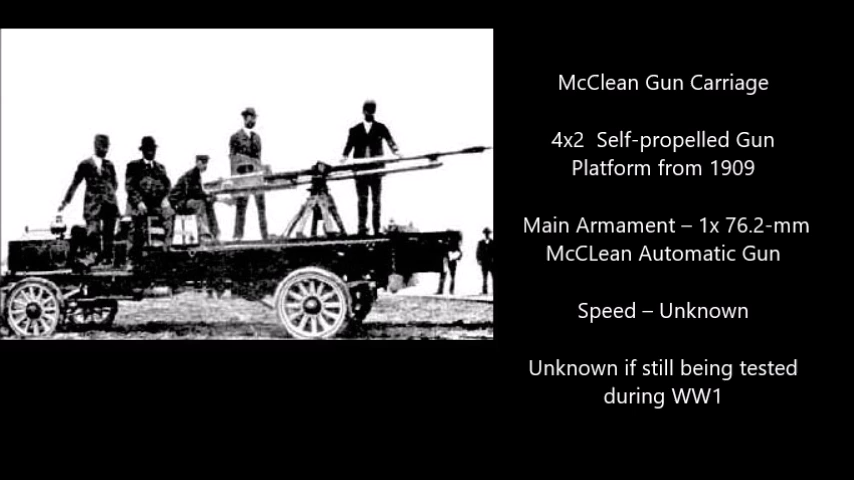 McClean Gun Carriage
4x2 Self-propelled Gun
Platform from 1909
Main Armament – 1x 76.2-mm
McCLean Automatic Gun
Speed – Unknown
Unknown if still being tested
during WW1